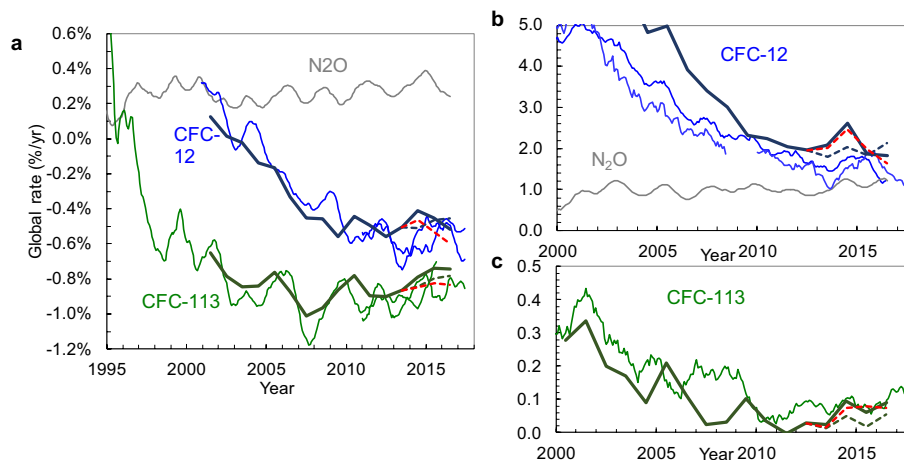 a
Global rate (%/yr)
0.6%
0.4%
0.2%
0.0%
-0.2%
-0.4%
-0.6%
-0.8%
-1.0%
-1.2%
N2O
CFC-
12
CFC-113
1995
2000
2005
2010
2015
Year
b
5.0
4.0
3.0
2.0
1.0
0.0
CFC-12
N₂O
2000
2005
Year
2010
2015
c
0.5
0.4
0.3
0.2
0.1
0.0
CFC-113
2000
2005
Year
2010
2015